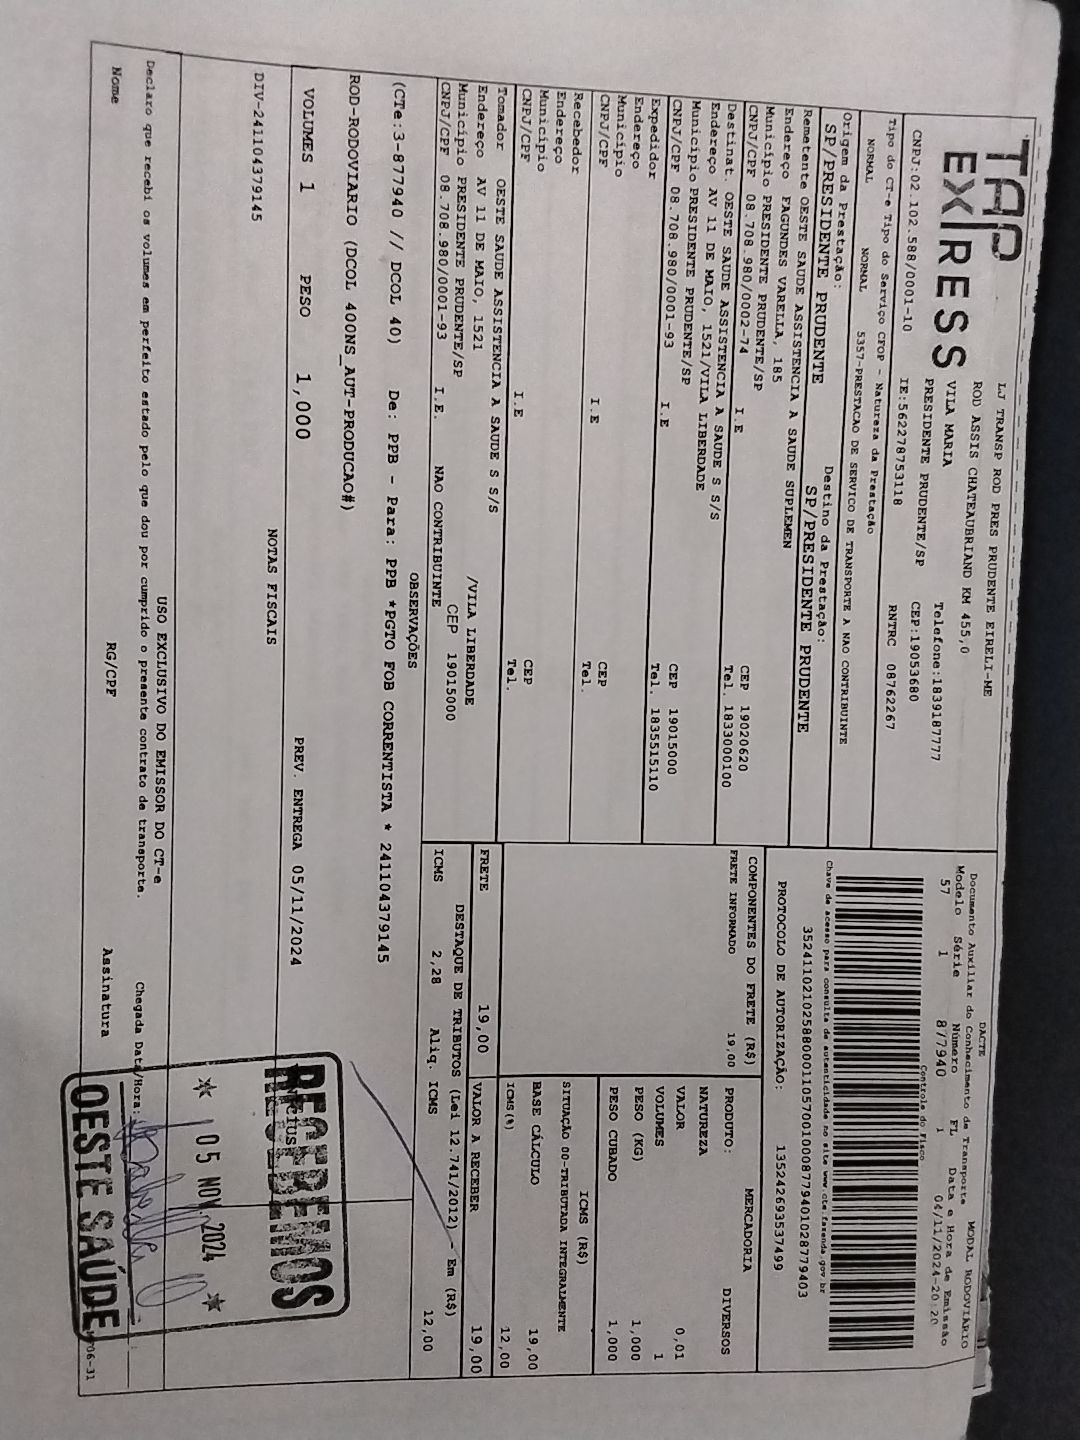 TAP
EXPRESS
LJ TRANSP ROD PRES PRUDENTE EIRELI-ME
ROD ASSIS CHATEAUBRIAND KM 455,0
VILA MARIA Telefone:1839187777
PRESIDENTE PRUDENTE/SP CEP:19053680
CNPJ:02.102.588/0001-10 IE:562278753118 RNTRC 08762267
Tipo do CT-e Tipo do Serviço CFOP - Natureza da Prestação
NORMAL NORMAL 5357-PRESTACAO DE SERVICO DE TRANSPORTE A NAO CONTRIBUINTE
Origem da Prestação: Destino da Prestação:
SP/PRESIDENTE PRUDENTE SP/PRESIDENTE PRUDENTE
Remetente OESTE SAUDE ASSISTENCIA A SAUDE SUPLEMEN
Endereço FAGUNDES VARELLA, 185
Município PRESIDENTE PRUDENTE/SP CEP 19020620
CNPJ/CPF 08.708.980/0002-74 I.E Tel. 1833000100
Destinat. OESTE SAUDE ASSISTENCIA A SAUDE S S/S
Endereço AV 11 DE MAIO, 1521/VILA LIBERDADE
Município PRESIDENTE PRUDENTE/SP CEP 19015000
CNPJ/CPF 08.708.980/0001-93 I.E Tel. 1835515110
Expedidor
Endereço
Município CEP
CNPJ/CPF I.E Tel.
Recebedor
Endereço
Município CEP
CNPJ/CPF I.E Tel.
Tomador OESTE SAUDE ASSISTENCIA A SAUDE S S/S
Endereço AV 11 DE MAIO, 1521 /VILA LIBERDADE
Município PRESIDENTE PRUDENTE/SP CEP 19015000
CNPJ/CPF 08.708.980/0001-93 I.E. NAO CONTRIBUINTE
DACTE MODAL RODOVIÁRIO
Documento Auxiliar do Conhecimento de Transporte
Modelo Série Número FL Data e Hora de Emissão
57 1 877940 1 04/11/2024-20:20
Controle do Fisco
Chave de acesso para consulta de autenticidade no site www.cte.fazenda.gov.br
35241102102588000110570010008779401028779403
PROTOCOLO DE AUTORIZAÇÃO: 135242693537499
COMPONENTES DO FRETE (R$)
FRETE INFORMADO 19,00
PRODUTO: MERCADORIA
NATUREZA DIVERSOS
VALOR 0,01
VOLUMES 1
PESO (KG) 1,000
PESO CUBADO 1,000
ICMS (R$)
SITUAÇÃO 00-TRIBUTADA INTEGRALMENTE
BASE CÁLCULO 19,00
ICMS(%) 12,00
FRETE 19,00 VALOR A RECEBER 19,00
DESTAQUE DE TRIBUTOS (Lei 12.741/2012) - Em (R$)
ICMS 2,28 Aliq. ICMS 12,00
OBSERVAÇÕES
(CTe:3-877940 // DCOL 40) De: PPB - Para: PPB *PGTO FOB CORRENTISTA * 241104379145
ROD-RODOVIARIO (DCOL 400NS_AUT-PRODUCAO#)
VOLUMES 1 PESO 1,000 PREV. ENTREGA 05/11/2024
NOTAS FISCAIS
DIV-241104379145
RECEBEMOS
05 NOV 2024
OESTE SAÚDE
USO EXCLUSIVO DO EMISSOR DO CT-e
Declaro que recebi os volumes em perfeito estado pelo que dou por cumprido o presente contrato de transporte. Chegada Data/Hora:
Nome RG/CPF Assinatura